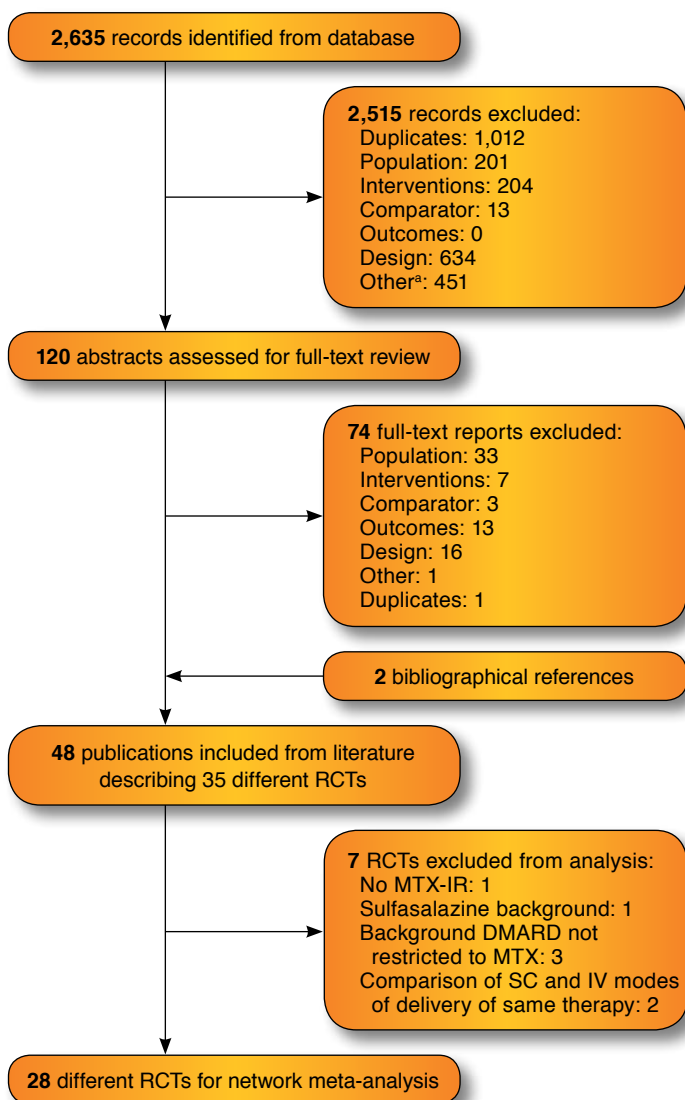 2,635 records identified from database
2,515 records excluded:
Duplicates: 1,012
Population: 201
Interventions: 204
Comparator: 13
Outcomes: 0
Design: 634
Otherᵃ: 451
120 abstracts assessed for full-text review
74 full-text reports excluded:
Population: 33
Interventions: 7
Comparator: 3
Outcomes: 13
Design: 16
Other: 1
Duplicates: 1
2 bibliographical references
48 publications included from literature
describing 35 different RCTs
7 RCTs excluded from analysis:
No MTX-IR: 1
Sulfasalazine background: 1
Background DMARD not
restricted to MTX: 3
Comparison of SC and IV modes
of delivery of same therapy: 2
28 different RCTs for network meta-analysis